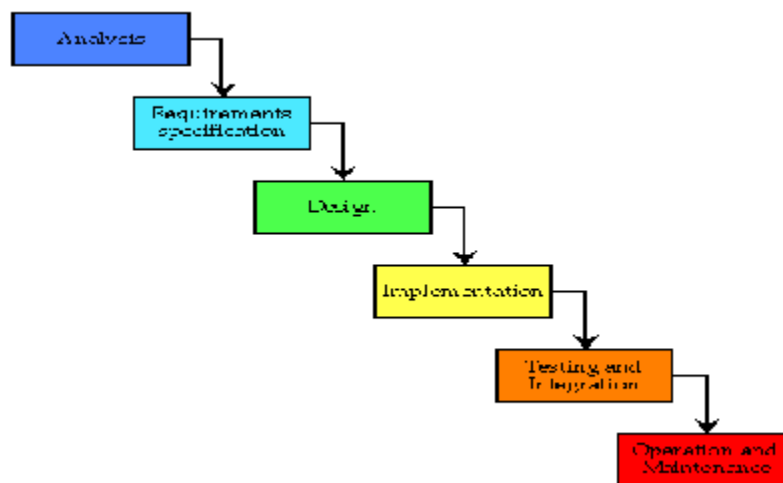 Analysis
Requirements
specification
Design
Implementation
Testing and
Integration
Operation and
Maintenance